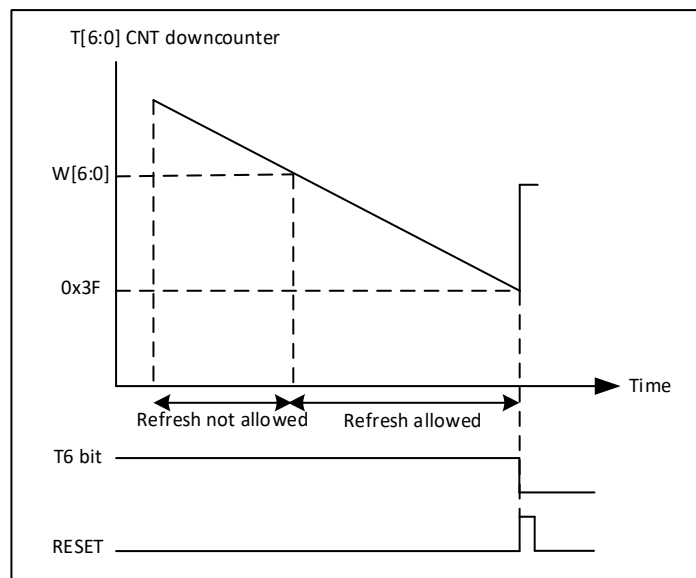 T[6:0] CNT downcounter
W[6:0]
0x3F
Time
Refresh not allowed
Refresh allowed
T6 bit
RESET